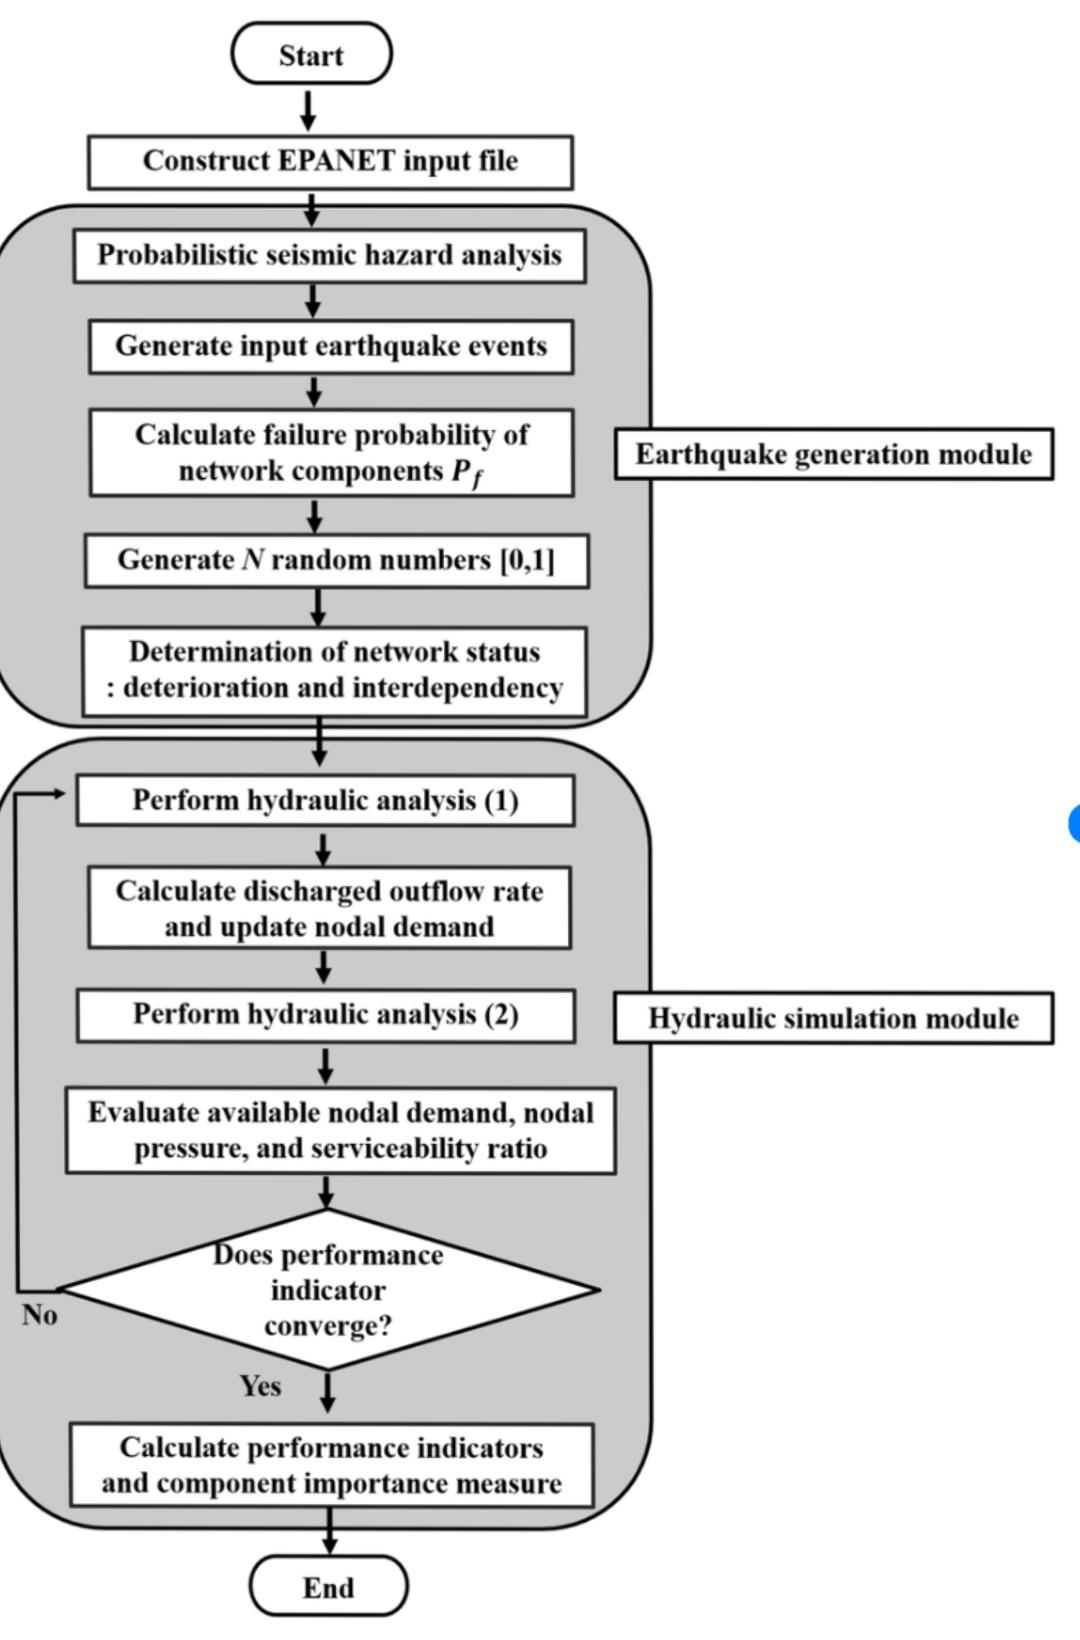 Start
Construct EPANET input file
Probabilistic seismic hazard analysis
Generate input earthquake events
Calculate failure probability of
network components P_f
Earthquake generation module
Generate N random numbers [0,1]
Determination of network status
: deterioration and interdependency
Perform hydraulic analysis (1)
Calculate discharged outflow rate
and update nodal demand
Perform hydraulic analysis (2)
Hydraulic simulation module
Evaluate available nodal demand, nodal
pressure, and serviceability ratio
Does performance
indicator
converge?
No
Yes
Calculate performance indicators
and component importance measure
End